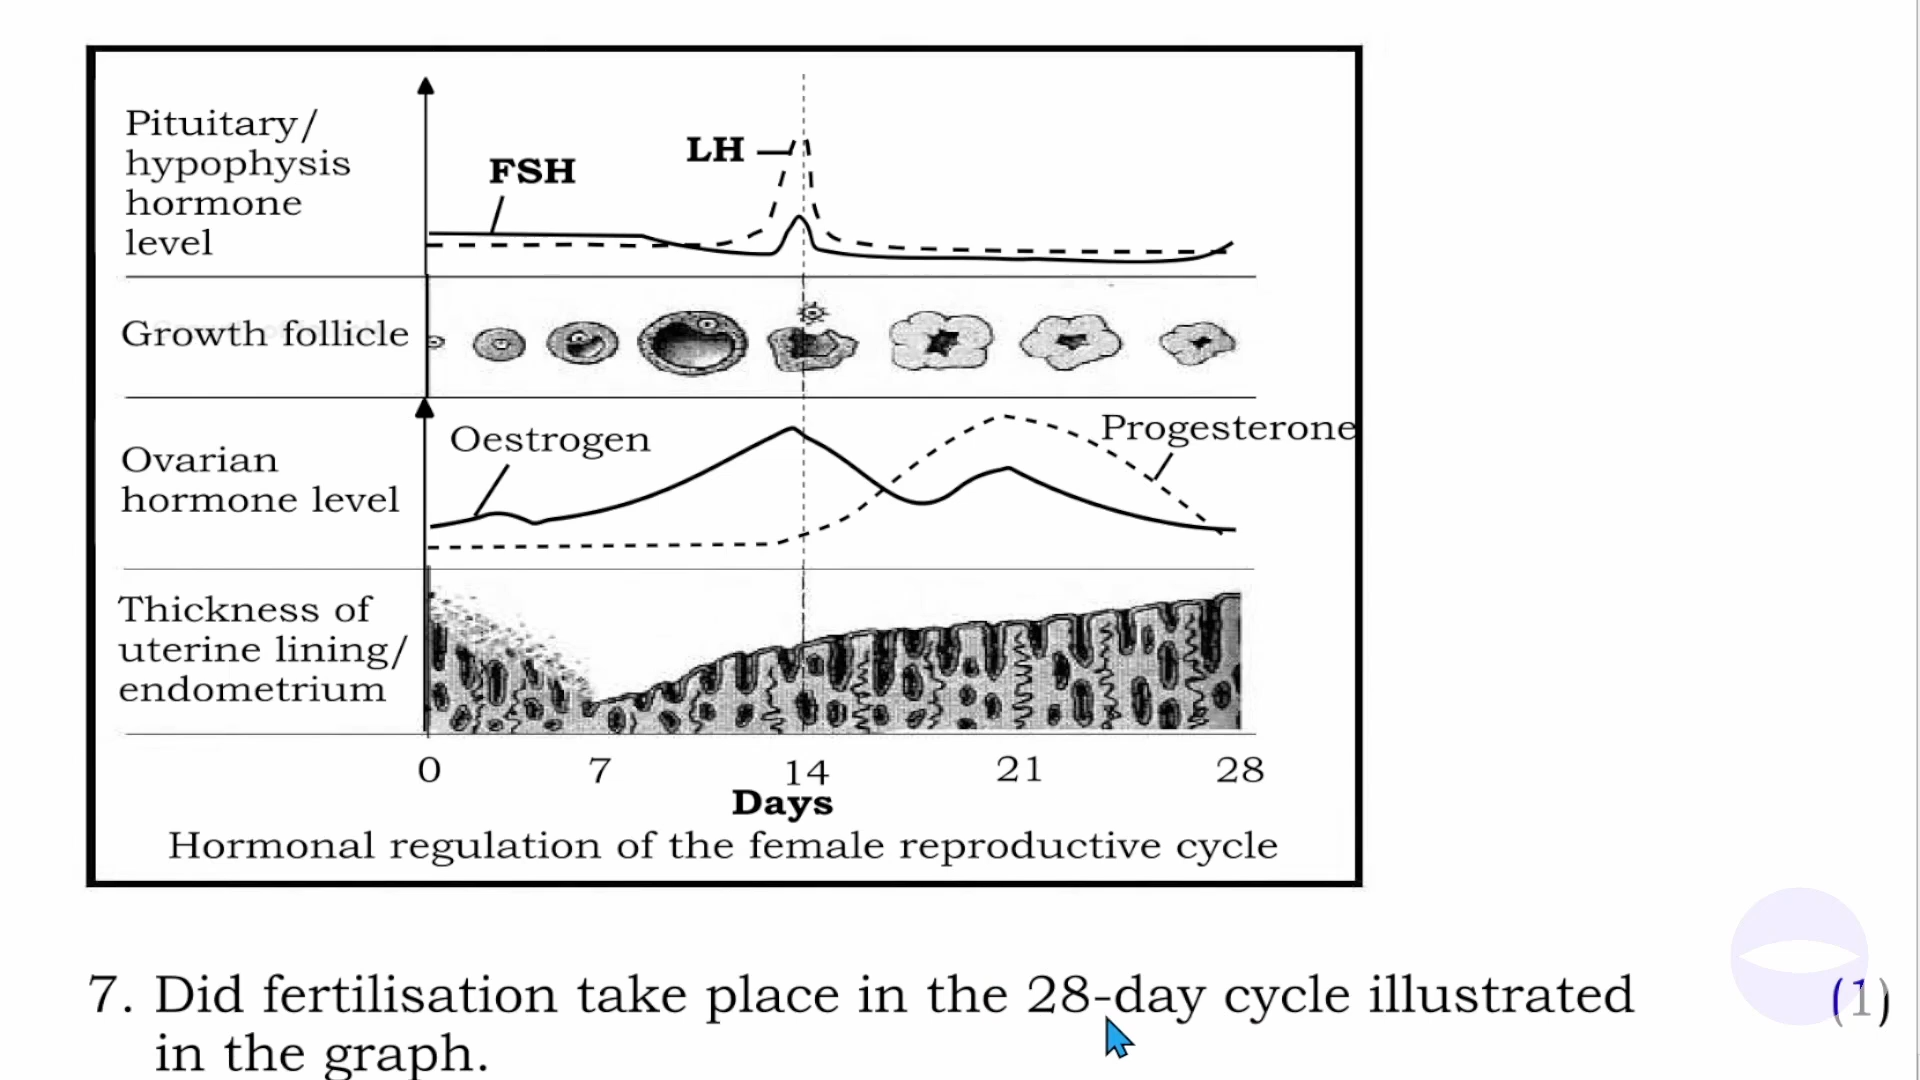 Pituitary/
hypophysis
hormone
level
FSH
LH
Growth follicle
Ovarian
hormone level
Oestrogen
Progesterone
Thickness of
uterine lining/
endometrium
0 7 14 21 28
Days
Hormonal regulation of the female reproductive cycle
7. Did fertilisation take place in the 28-day cycle illustrated (1)
in the graph.